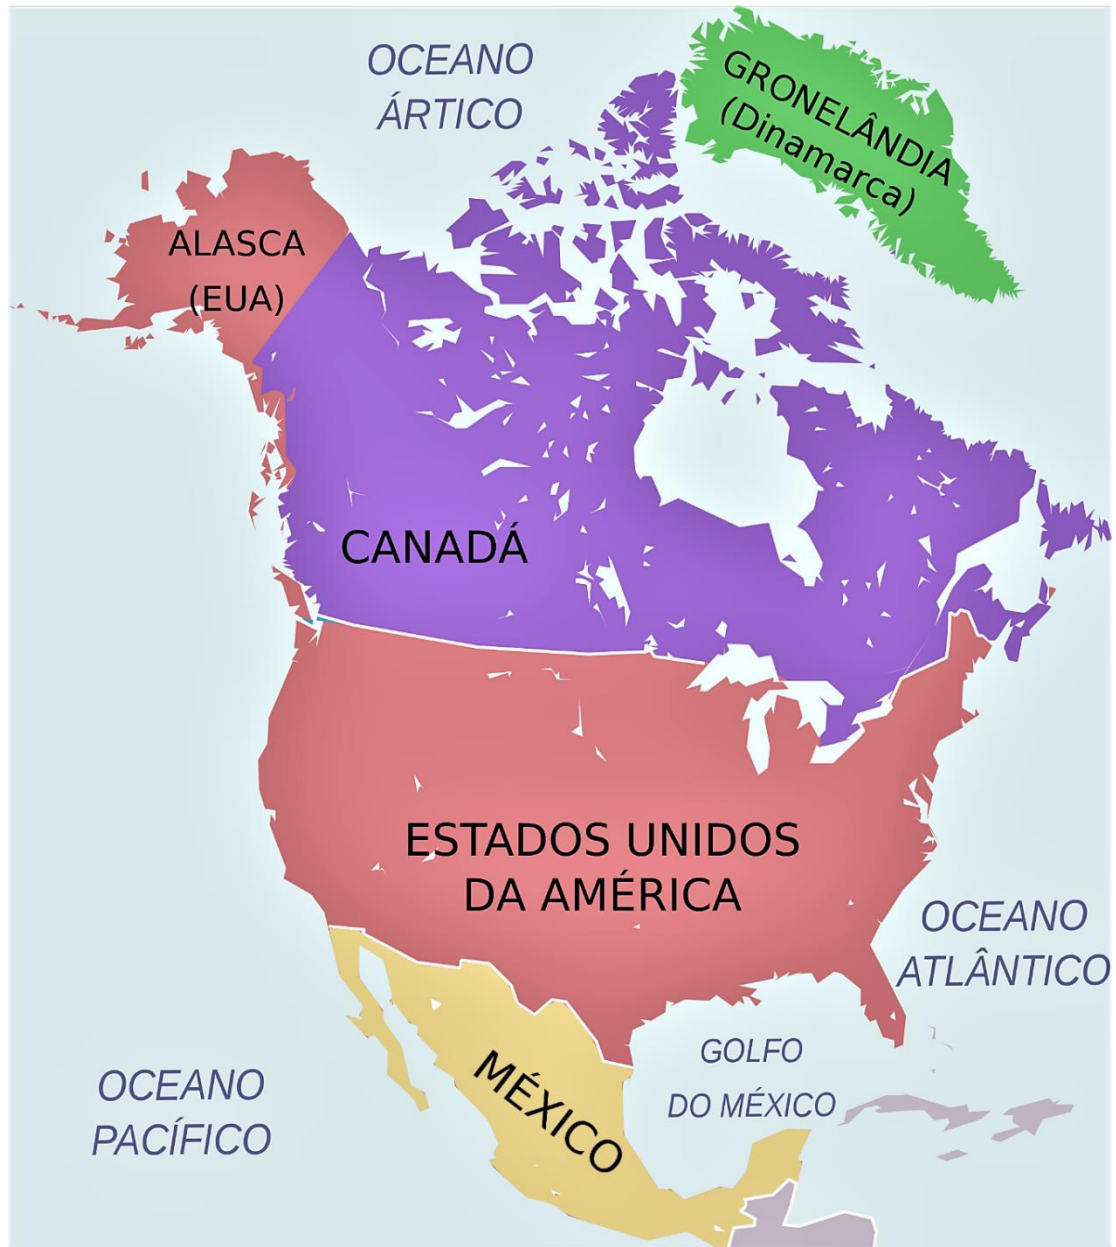 OCEANO
ÁRTICO
GRONELÂNDIA
(Dinamarca)
ALASCA
(EUA)
CANADÁ
ESTADOS UNIDOS
DA AMÉRICA
OCEANO
ATLÂNTICO
GOLFO
DO MÉXICO
MÉXICO
OCEANO
PACÍFICO